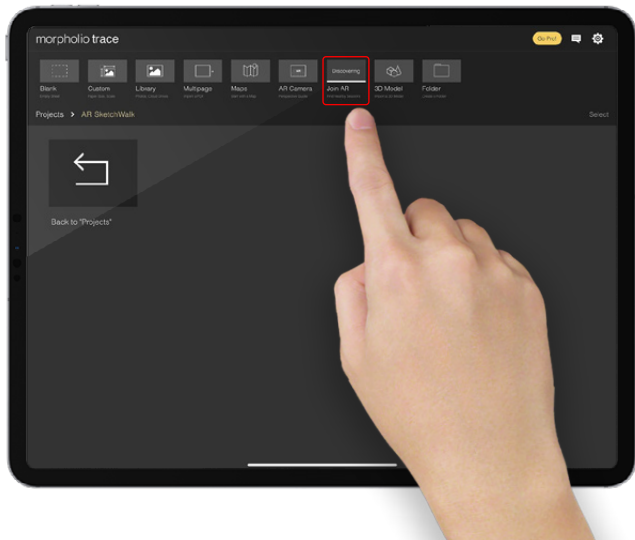 morpholio trace
Go Pro!
Discovering
Blank
Custom
Library
Multipage
Maps
AR Camera
Join AR
3D Model
Folder
Projects > AR SketchWalk
Select
Back to "Projects"